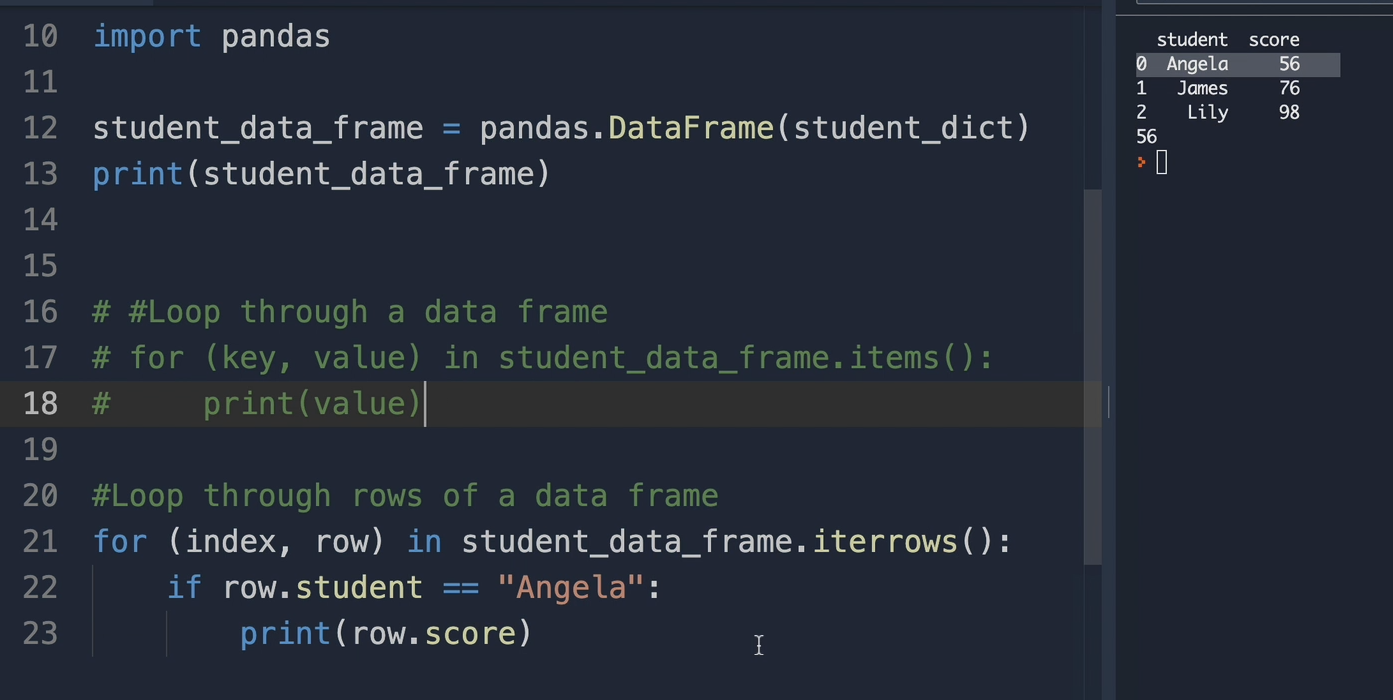 10 import pandas
11
12 student_data_frame = pandas.DataFrame(student_dict)
13 print(student_data_frame)
14
15
16 # #Loop through a data frame
17 # for (key, value) in student_data_frame.items():
18 #     print(value)
19
20 #Loop through rows of a data frame
21 for (index, row) in student_data_frame.iterrows():
22     if row.student == "Angela":
23         print(row.score)
  student  score
0  Angela     56
1   James     76
2    Lily     98
56